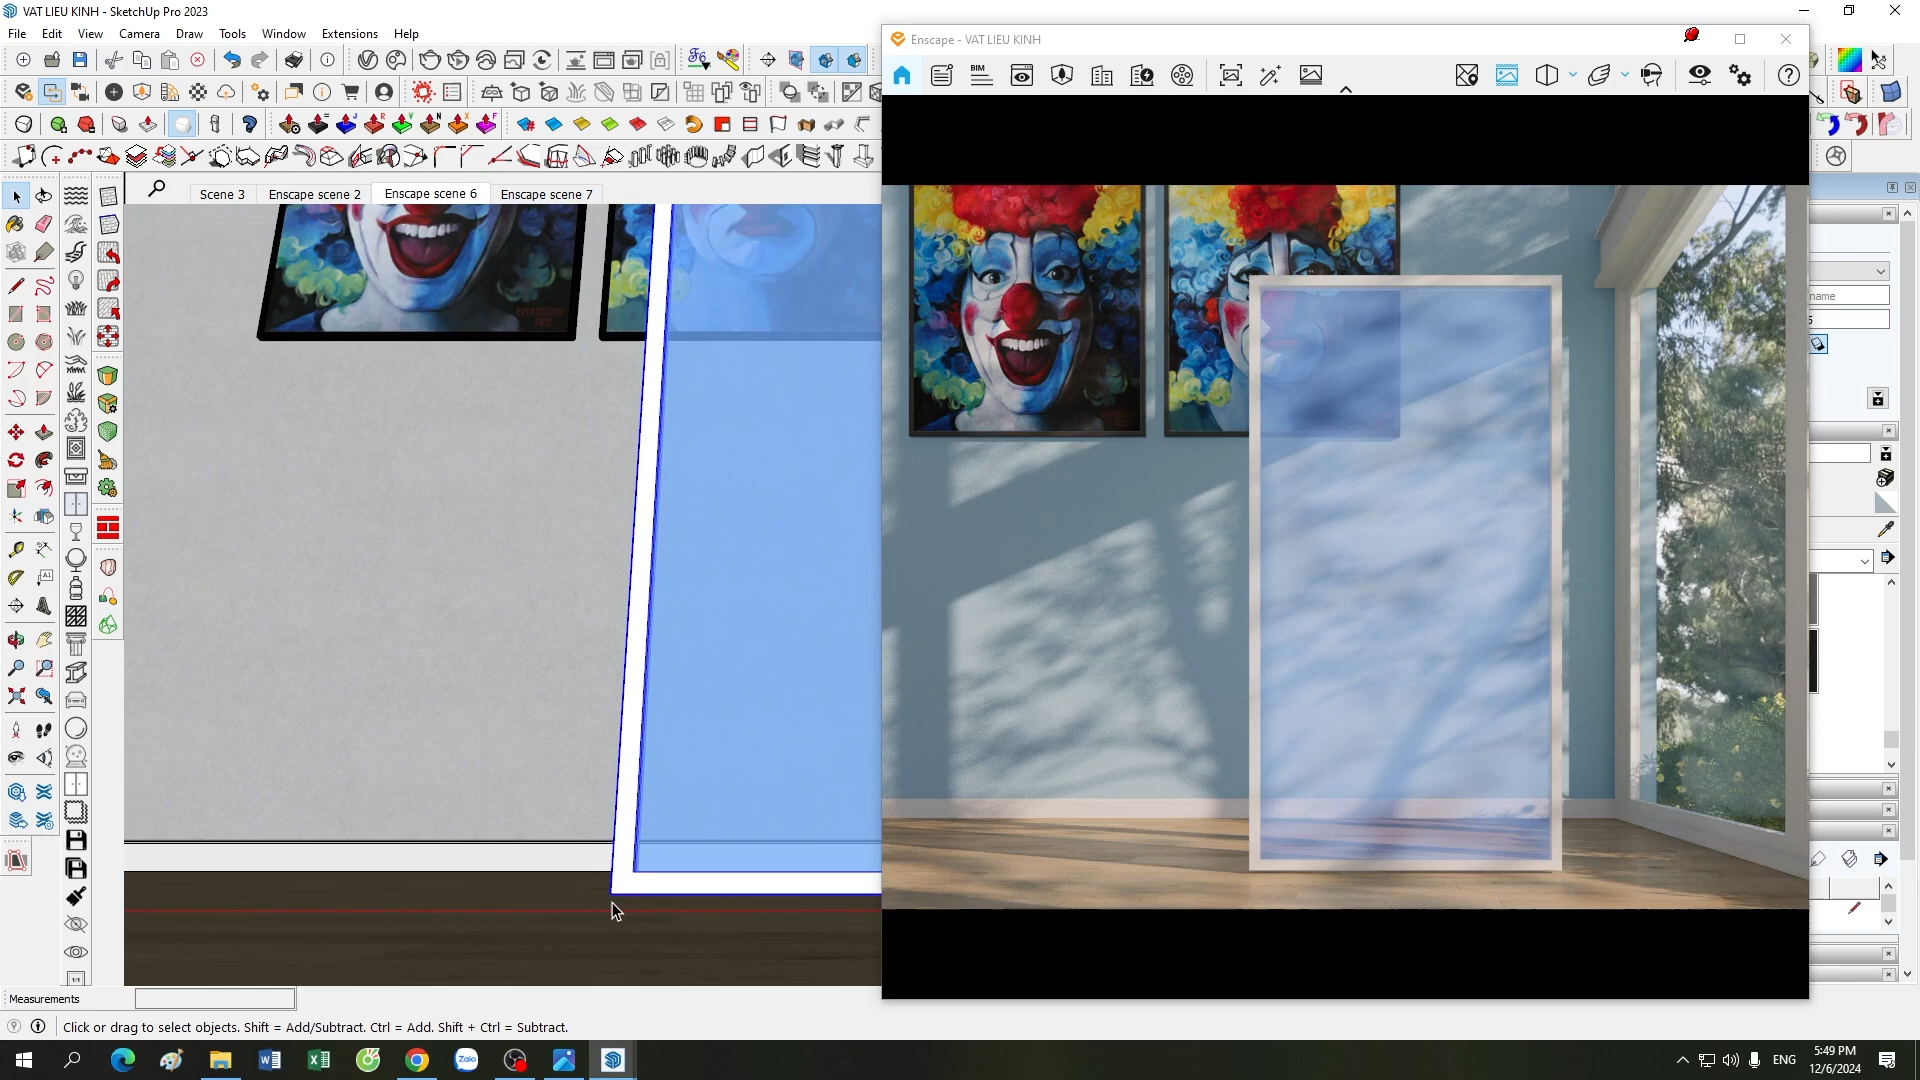 VAT LIEU KINH - SketchUp Pro 2023
File Edit View Camera Draw Tools Window Extensions Help
Enscape - VAT LIEU KINH
BIM
Scene 3
Enscape scene 2
Enscape scene 6
Enscape scene 7
name
Measurements
Click or drag to select objects. Shift = Add/Subtract. Ctrl = Add. Shift + Ctrl = Subtract.
Zalo
ENG
5:49 PM
12/6/2024